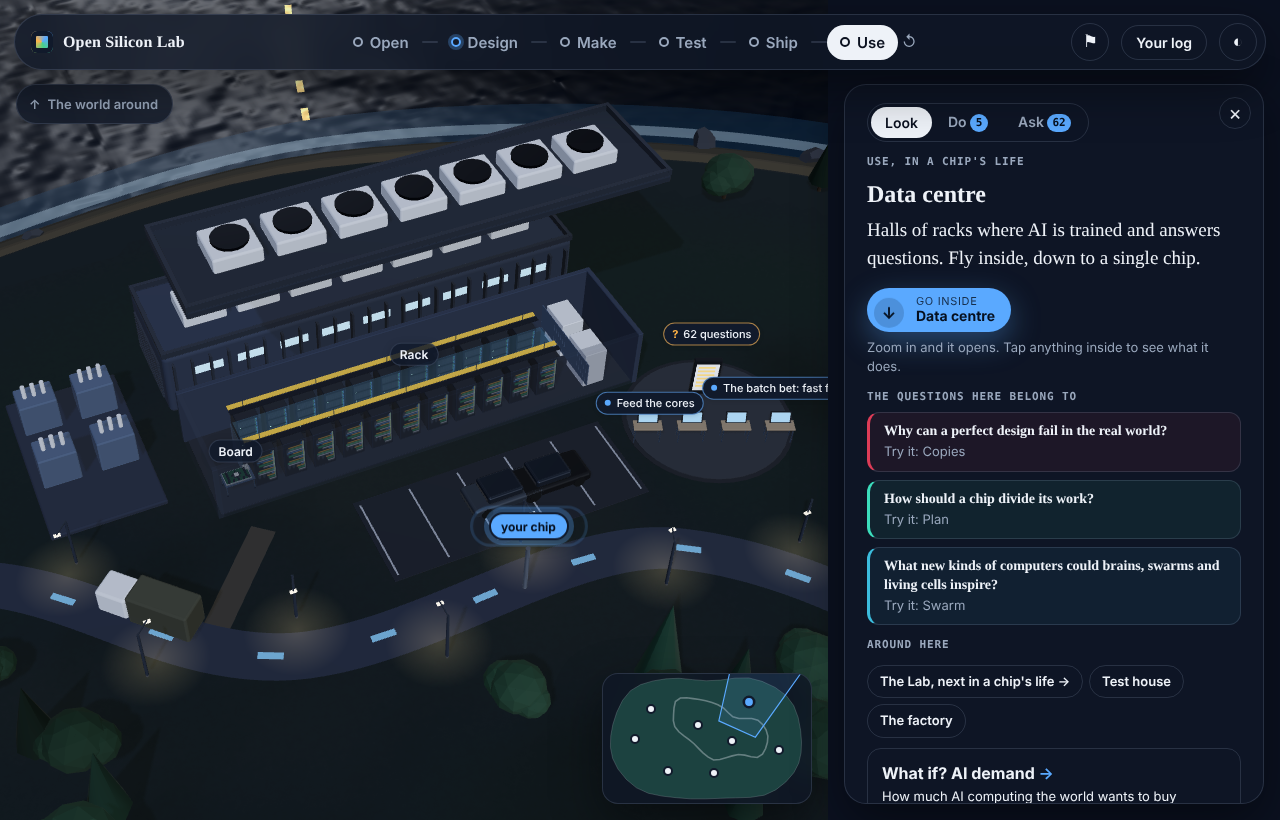 Open Silicon Lab
Open
Design
Make
Test
Ship
Use
Your log
↑ The world around
Rack
Board
? 62 questions
Feed the cores
The batch bet: fast f
your chip
Look
Do 5
Ask 62
USE, IN A CHIP'S LIFE
Data centre
Halls of racks where AI is trained and answers
questions. Fly inside, down to a single chip.
GO INSIDE
Data centre
Zoom in and it opens. Tap anything inside to see what it
does.
THE QUESTIONS HERE BELONG TO
Why can a perfect design fail in the real world?
Try it: Copies
How should a chip divide its work?
Try it: Plan
What new kinds of computers could brains, swarms and
living cells inspire?
Try it: Swarm
AROUND HERE
The Lab, next in a chip's life →
Test house
The factory
What if? AI demand →
How much AI computing the world wants to buy